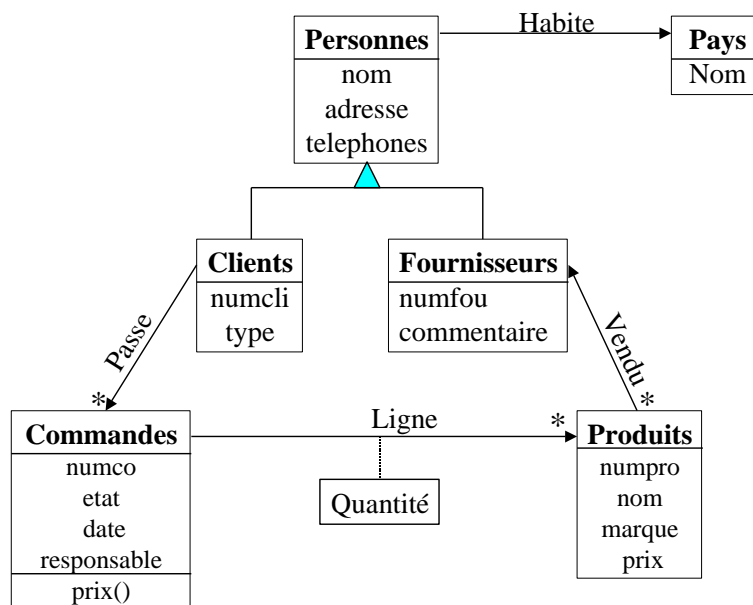 Personnes
nom
adresse
telephones
Habite
Pays
Nom
Clients
numcli
type
Fournisseurs
numfou
commentaire
Passe
*
Vendu
*
Commandes
numco
etat
date
responsable
prix()
Ligne
*
Quantité
Produits
numpro
nom
marque
prix